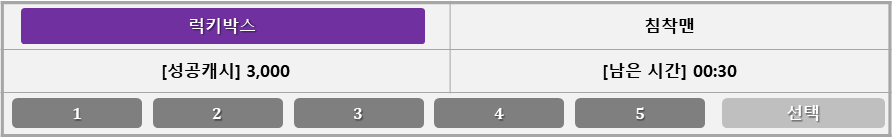 럭키박스 침착맨
[성공캐시] 3,000 [남은 시간] 00:30
1 2 3 4 5 선택